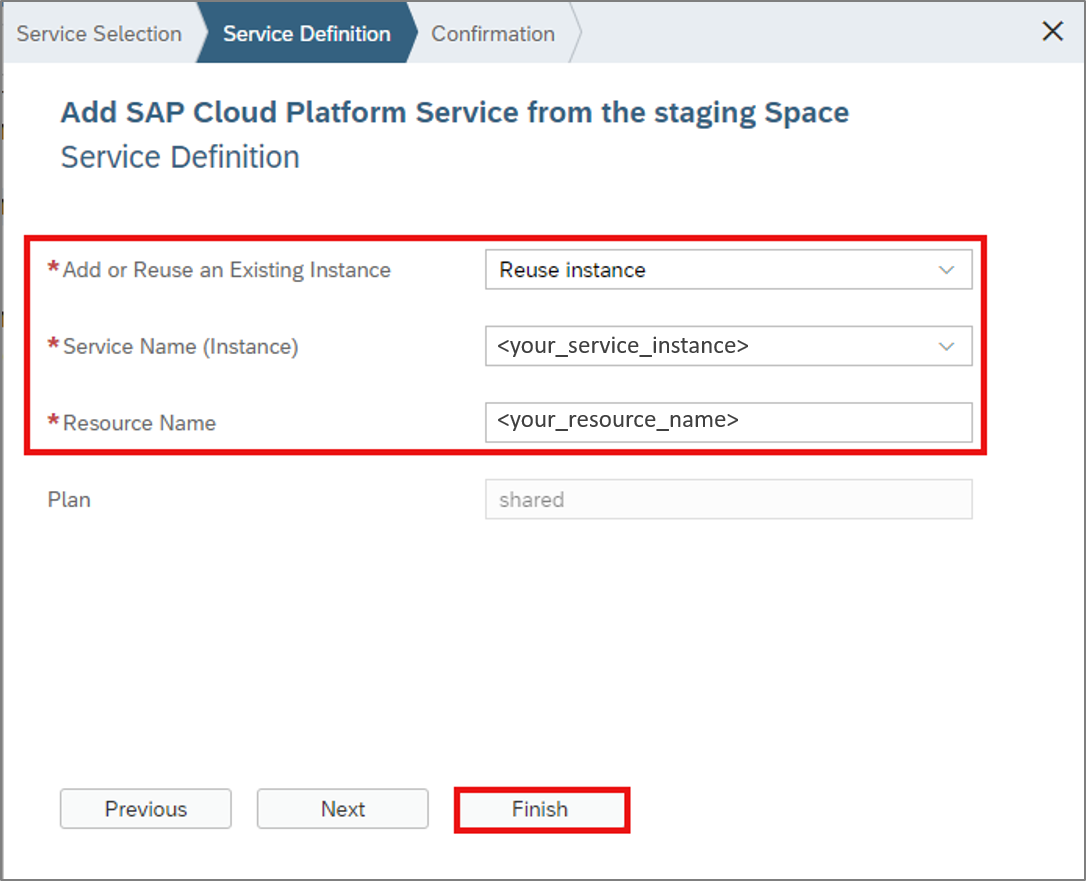 Service Selection Service Definition Confirmation
Add SAP Cloud Platform Service from the staging Space
Service Definition
*Add or Reuse an Existing Instance Reuse instance
*Service Name (Instance) <your_service_instance>
*Resource Name <your_resource_name>
Plan shared
Previous Next Finish